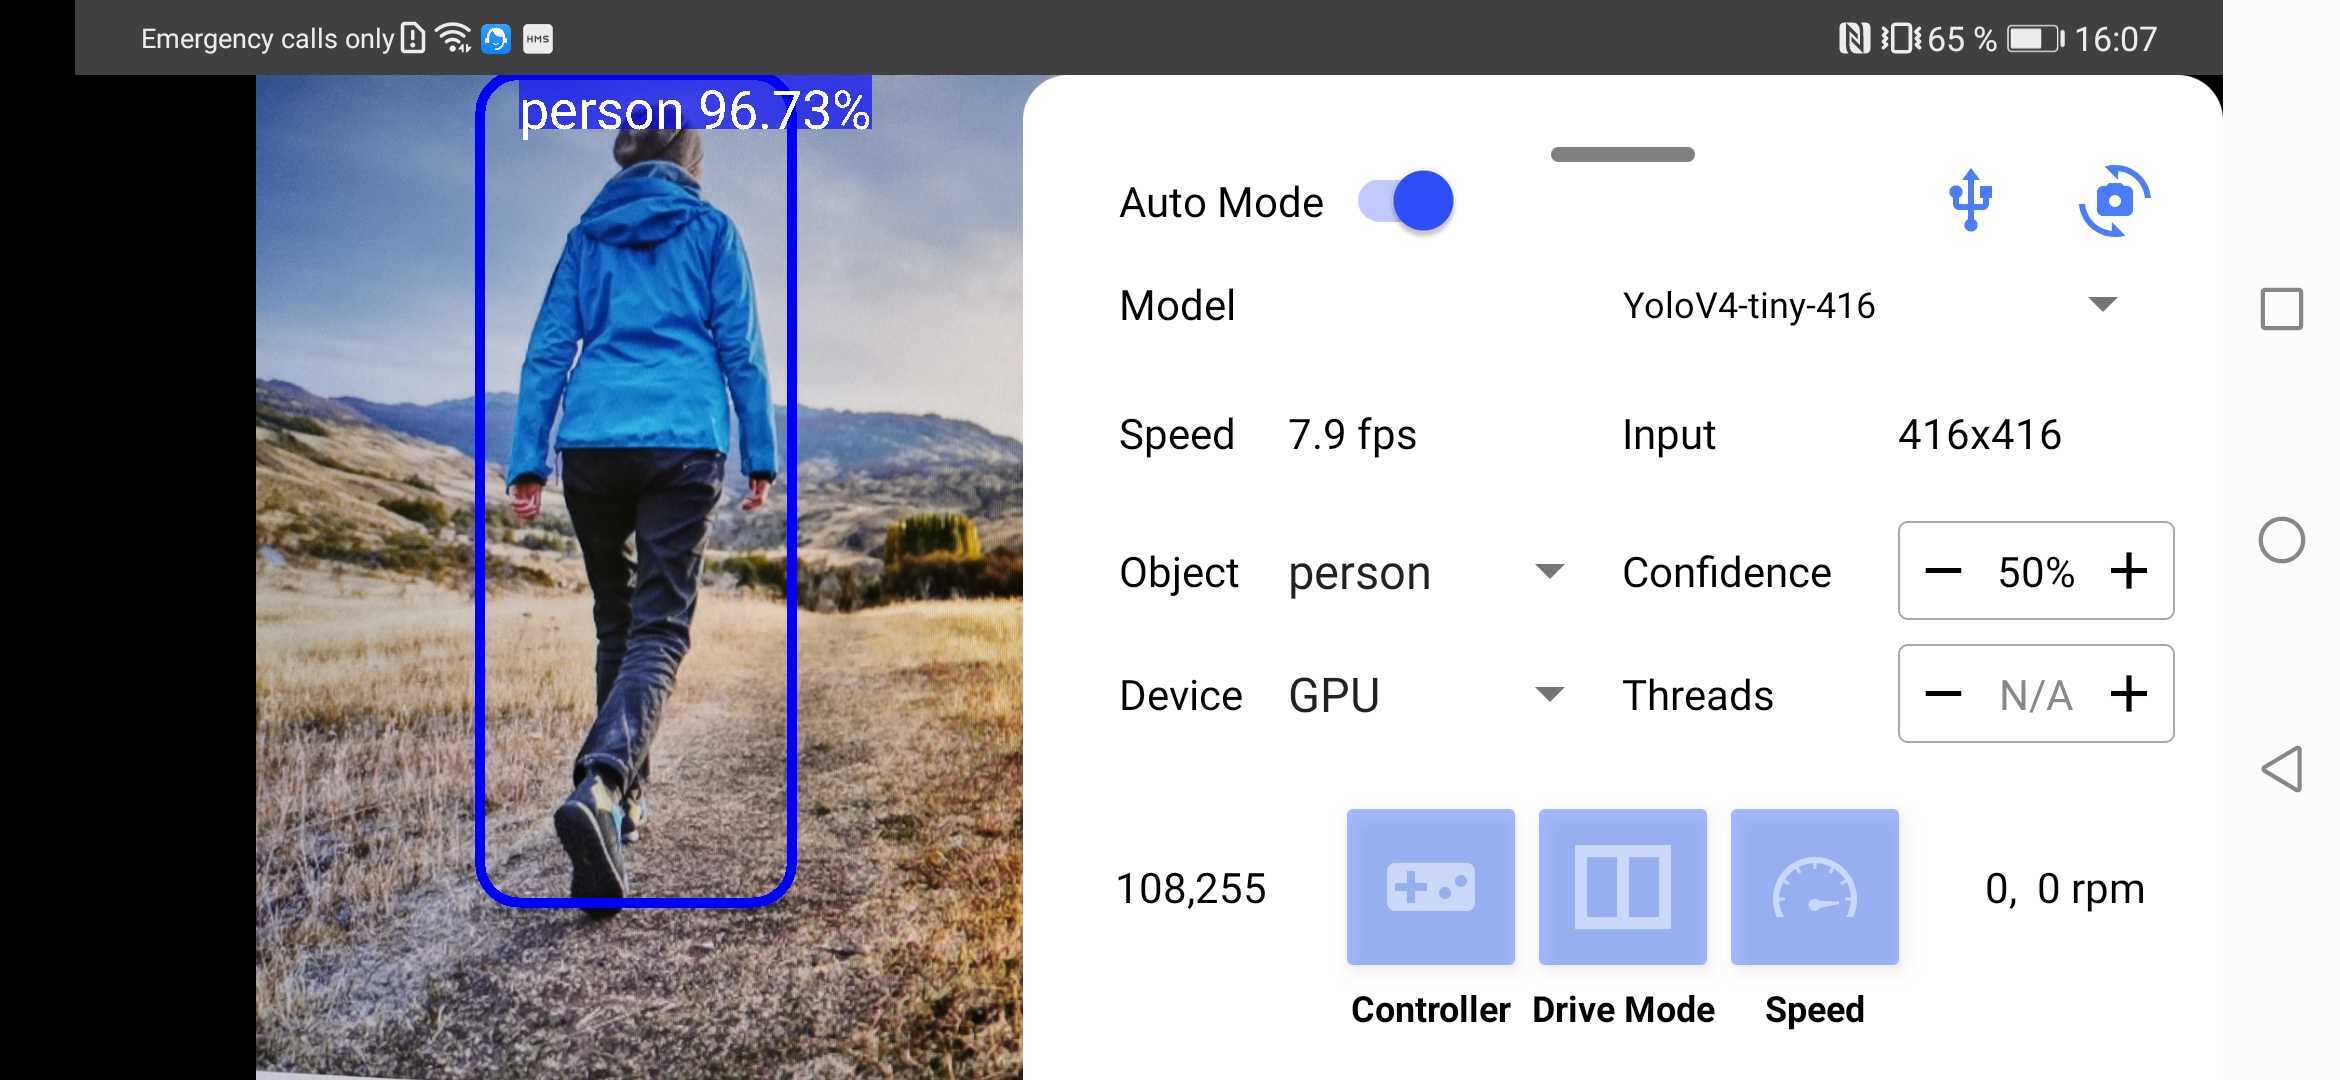 Emergency calls only HMS 65 % 16:07
person 96.73%
Auto Mode
Model YoloV4-tiny-416
Speed 7.9 fps Input 416x416
Object person Confidence 50%
Device GPU Threads N/A
108,255 0, 0 rpm
Controller Drive Mode Speed